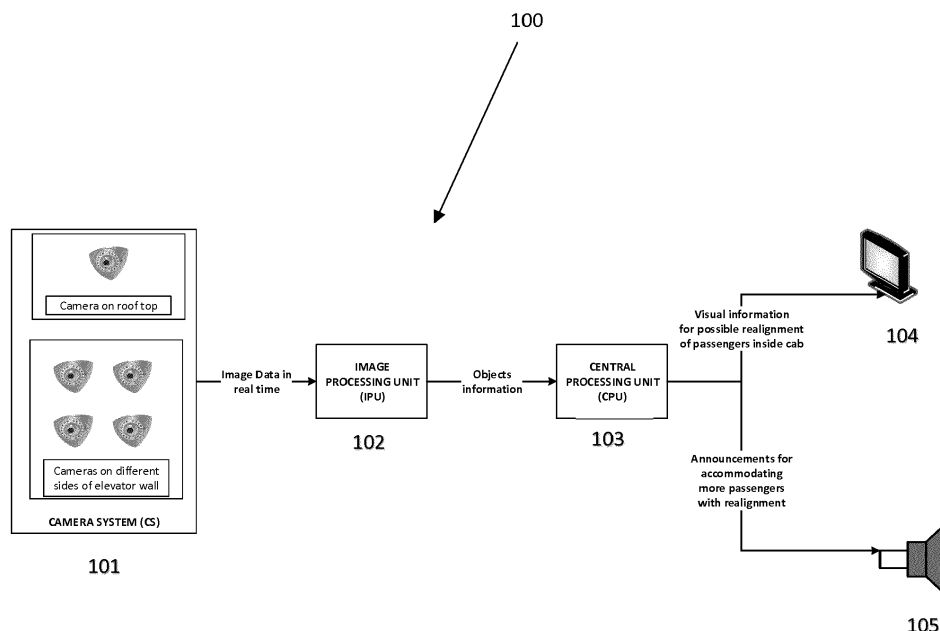 100
Camera on roof top
Cameras on different
sides of elevator wall
CAMERA SYSTEM (CS)
101
Image Data in
real time
IMAGE
PROCESSING UNIT
(IPU)
102
Objects
information
CENTRAL
PROCESSING UNIT
(CPU)
103
Visual information
for possible realignment
of passengers inside cab
104
Announcements for
accommodating
more passengers
with realignment
105